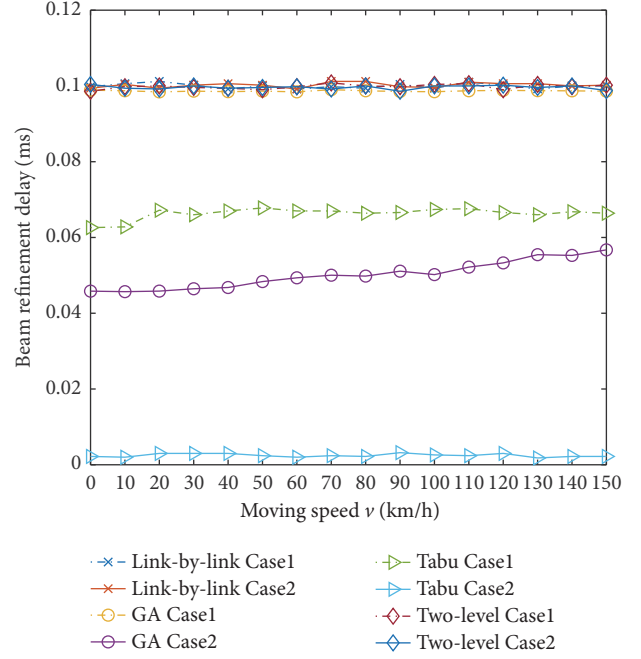 0.12
0.1
0.08
0.06
0.04
0.02
0
Beam refinement delay (ms)
0 10 20 30 40 50 60 70 80 90 100 110 120 130 140 150
Moving speed v (km/h)
Link-by-link Case1
Link-by-link Case2
GA Case1
GA Case2
Tabu Case1
Tabu Case2
Two-level Case1
Two-level Case2